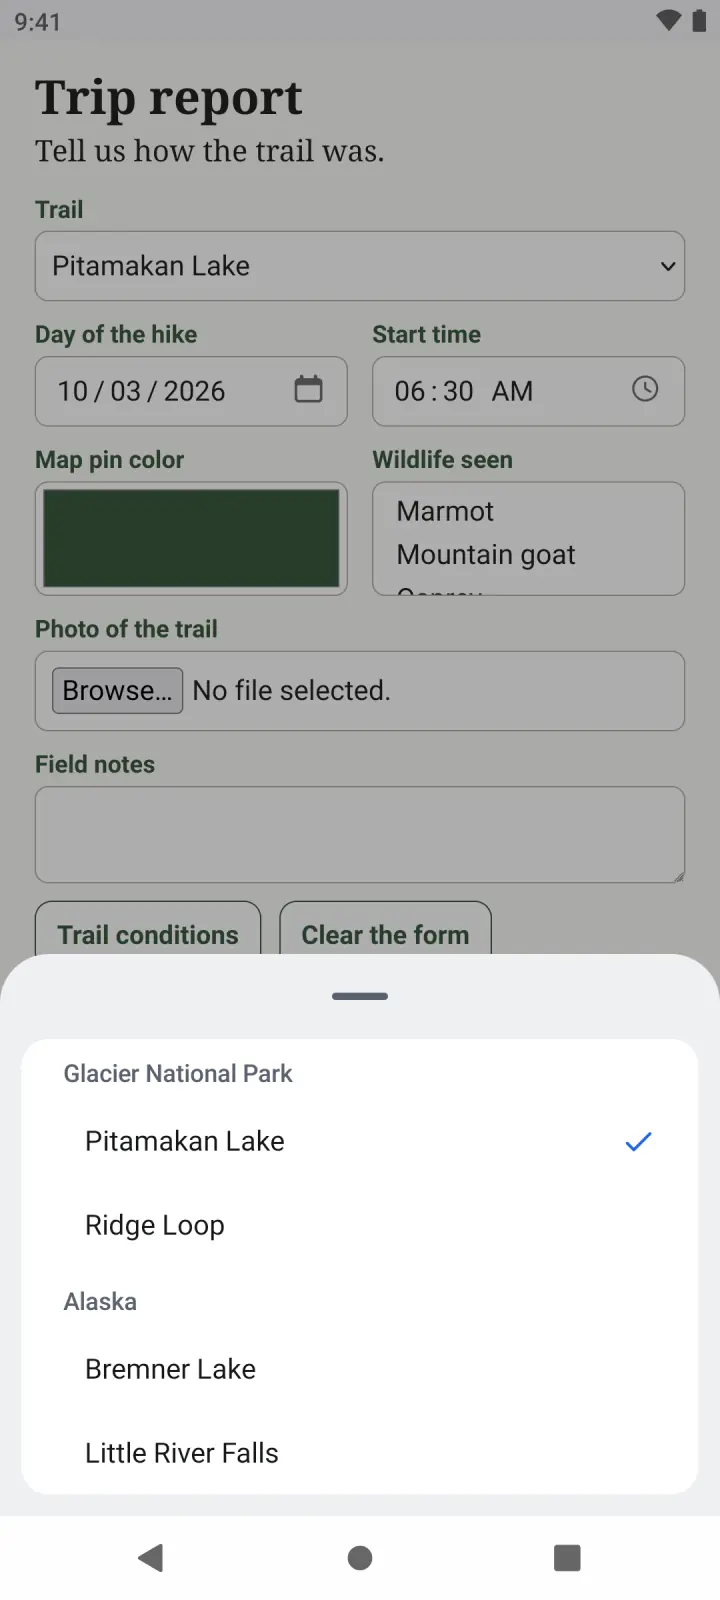 9:41
Trip report
Tell us how the trail was.
Trail
Pitamakan Lake
Day of the hike
Start time
10/03/2026
06:30 AM
Map pin color
Wildlife seen
Marmot
Mountain goat
Photo of the trail
Browse... No file selected.
Field notes
Trail conditions
Clear the form
Glacier National Park
Pitamakan Lake
Ridge Loop
Alaska
Bremner Lake
Little River Falls